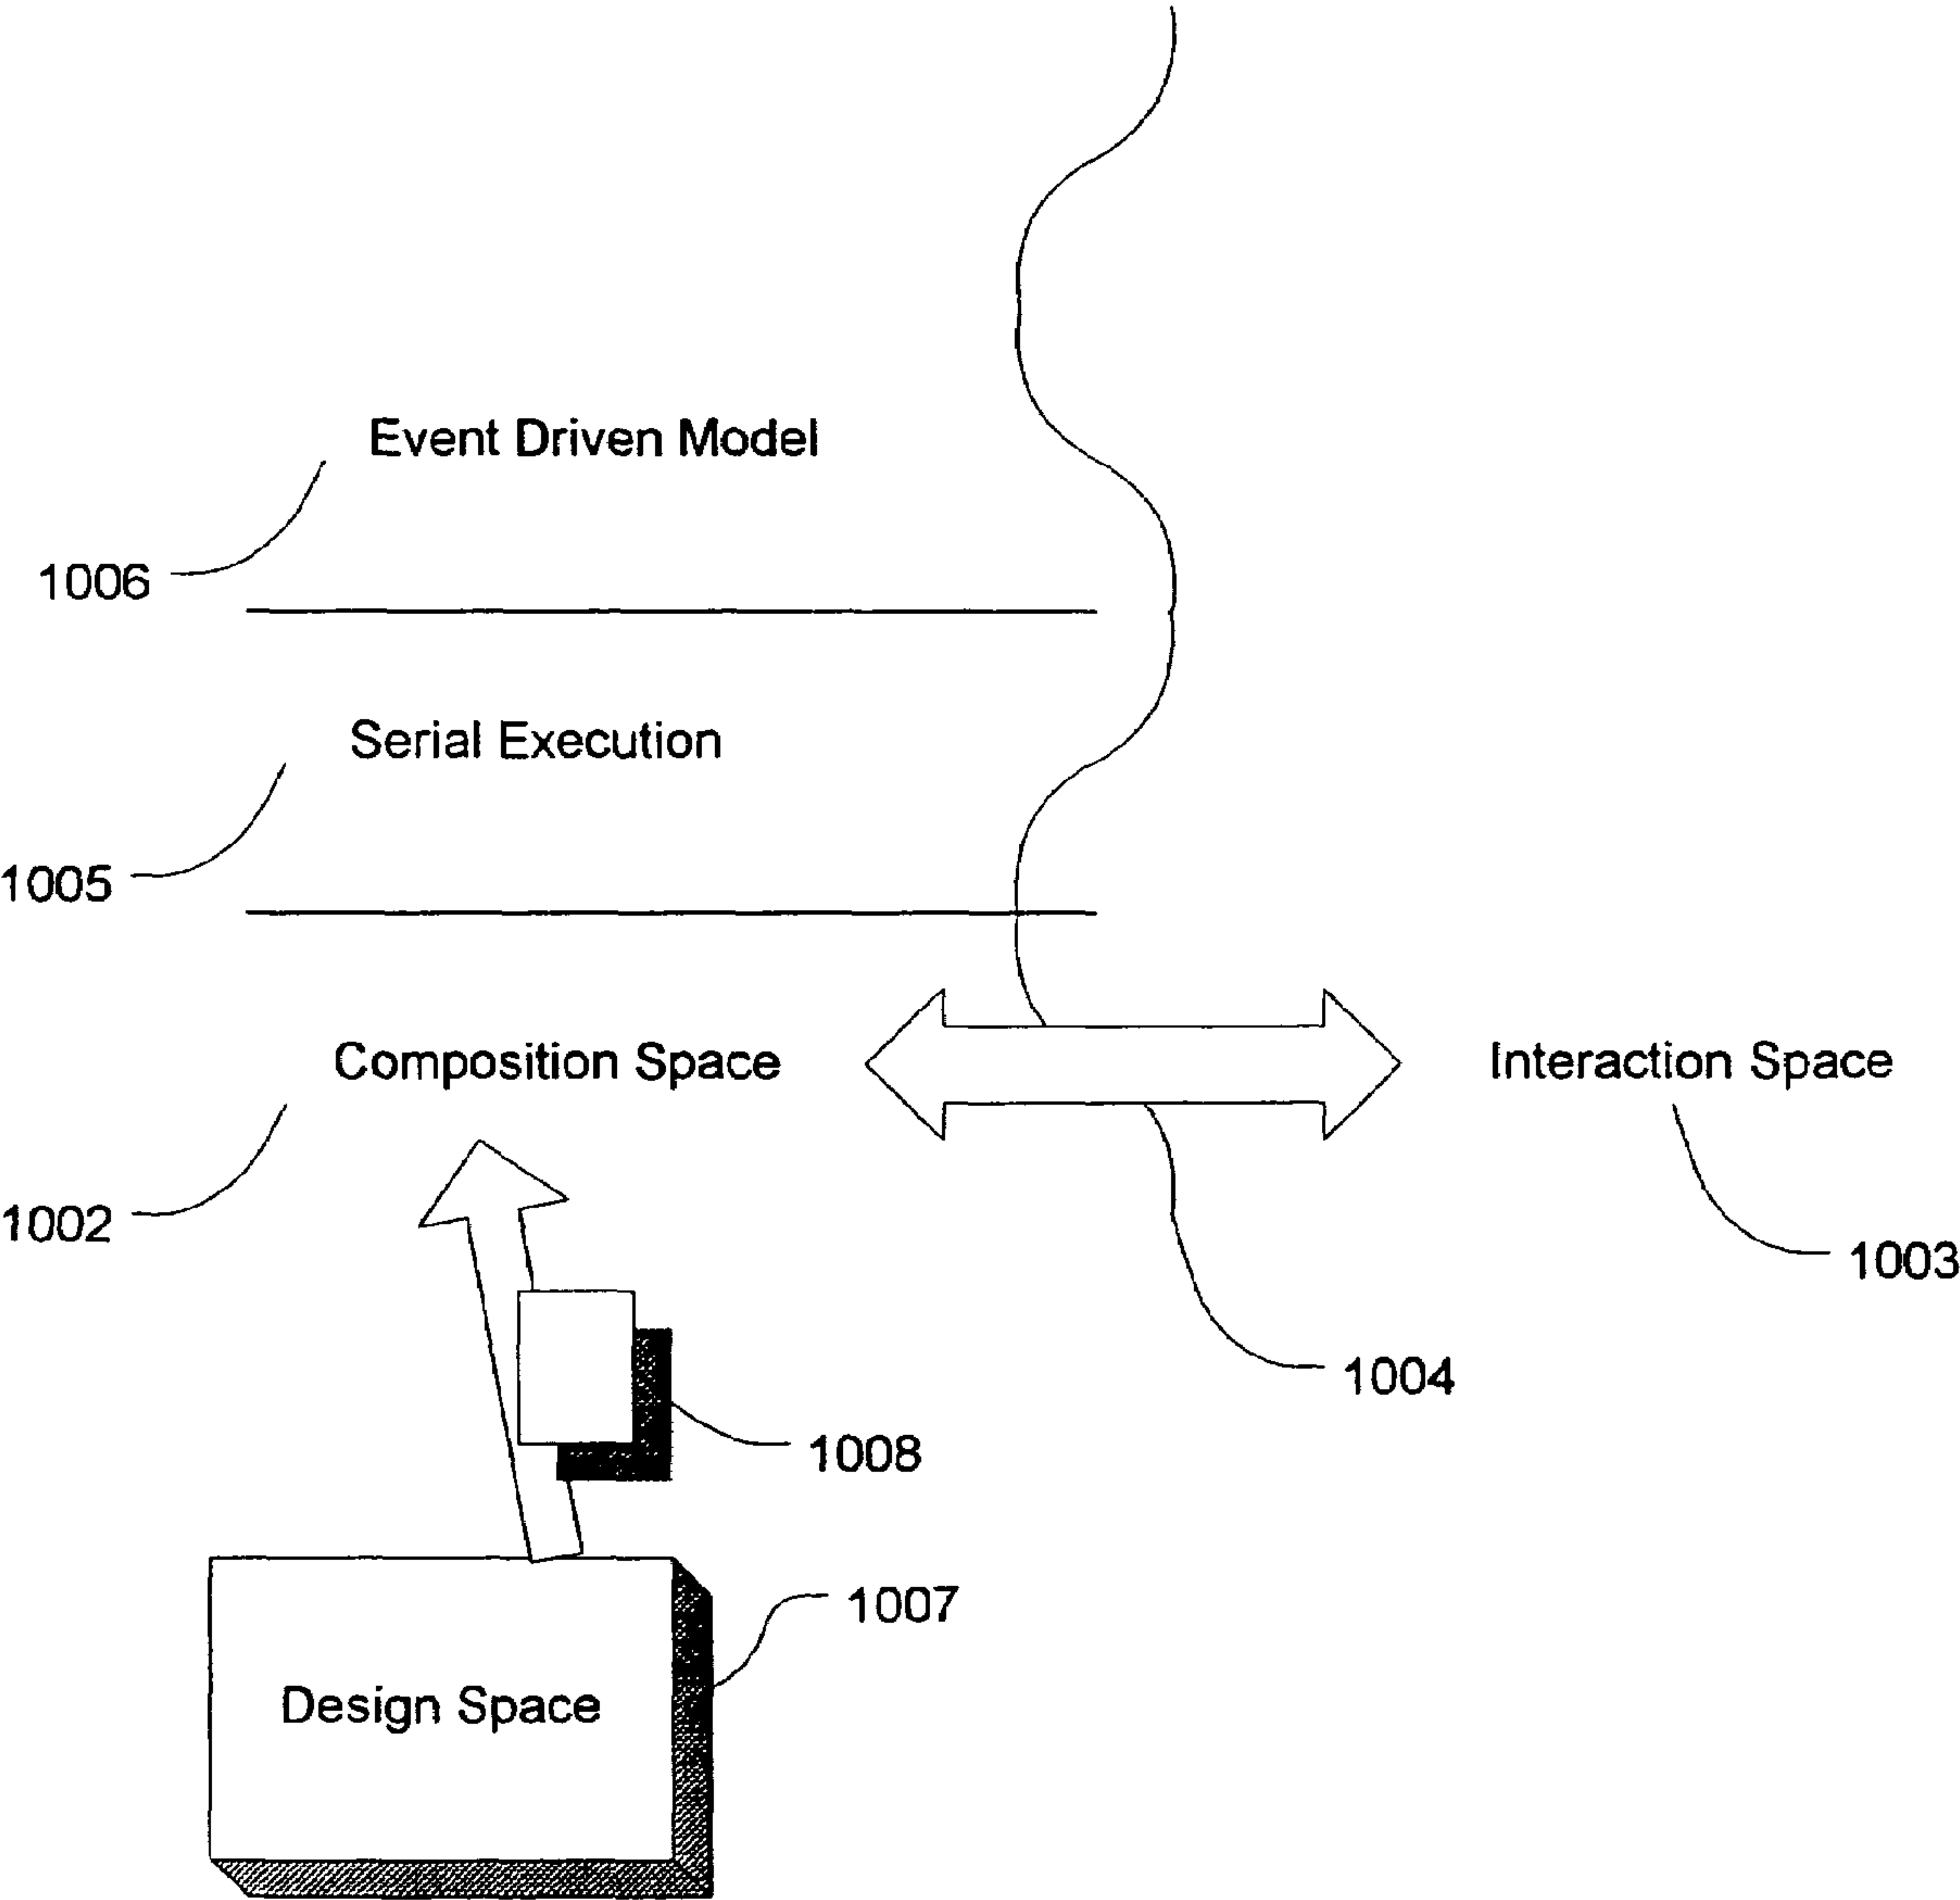 Event Driven Model
1006
Serial Execution
1005
Composition Space
Interaction Space
1002
1003
1004
1008
1007
Design Space